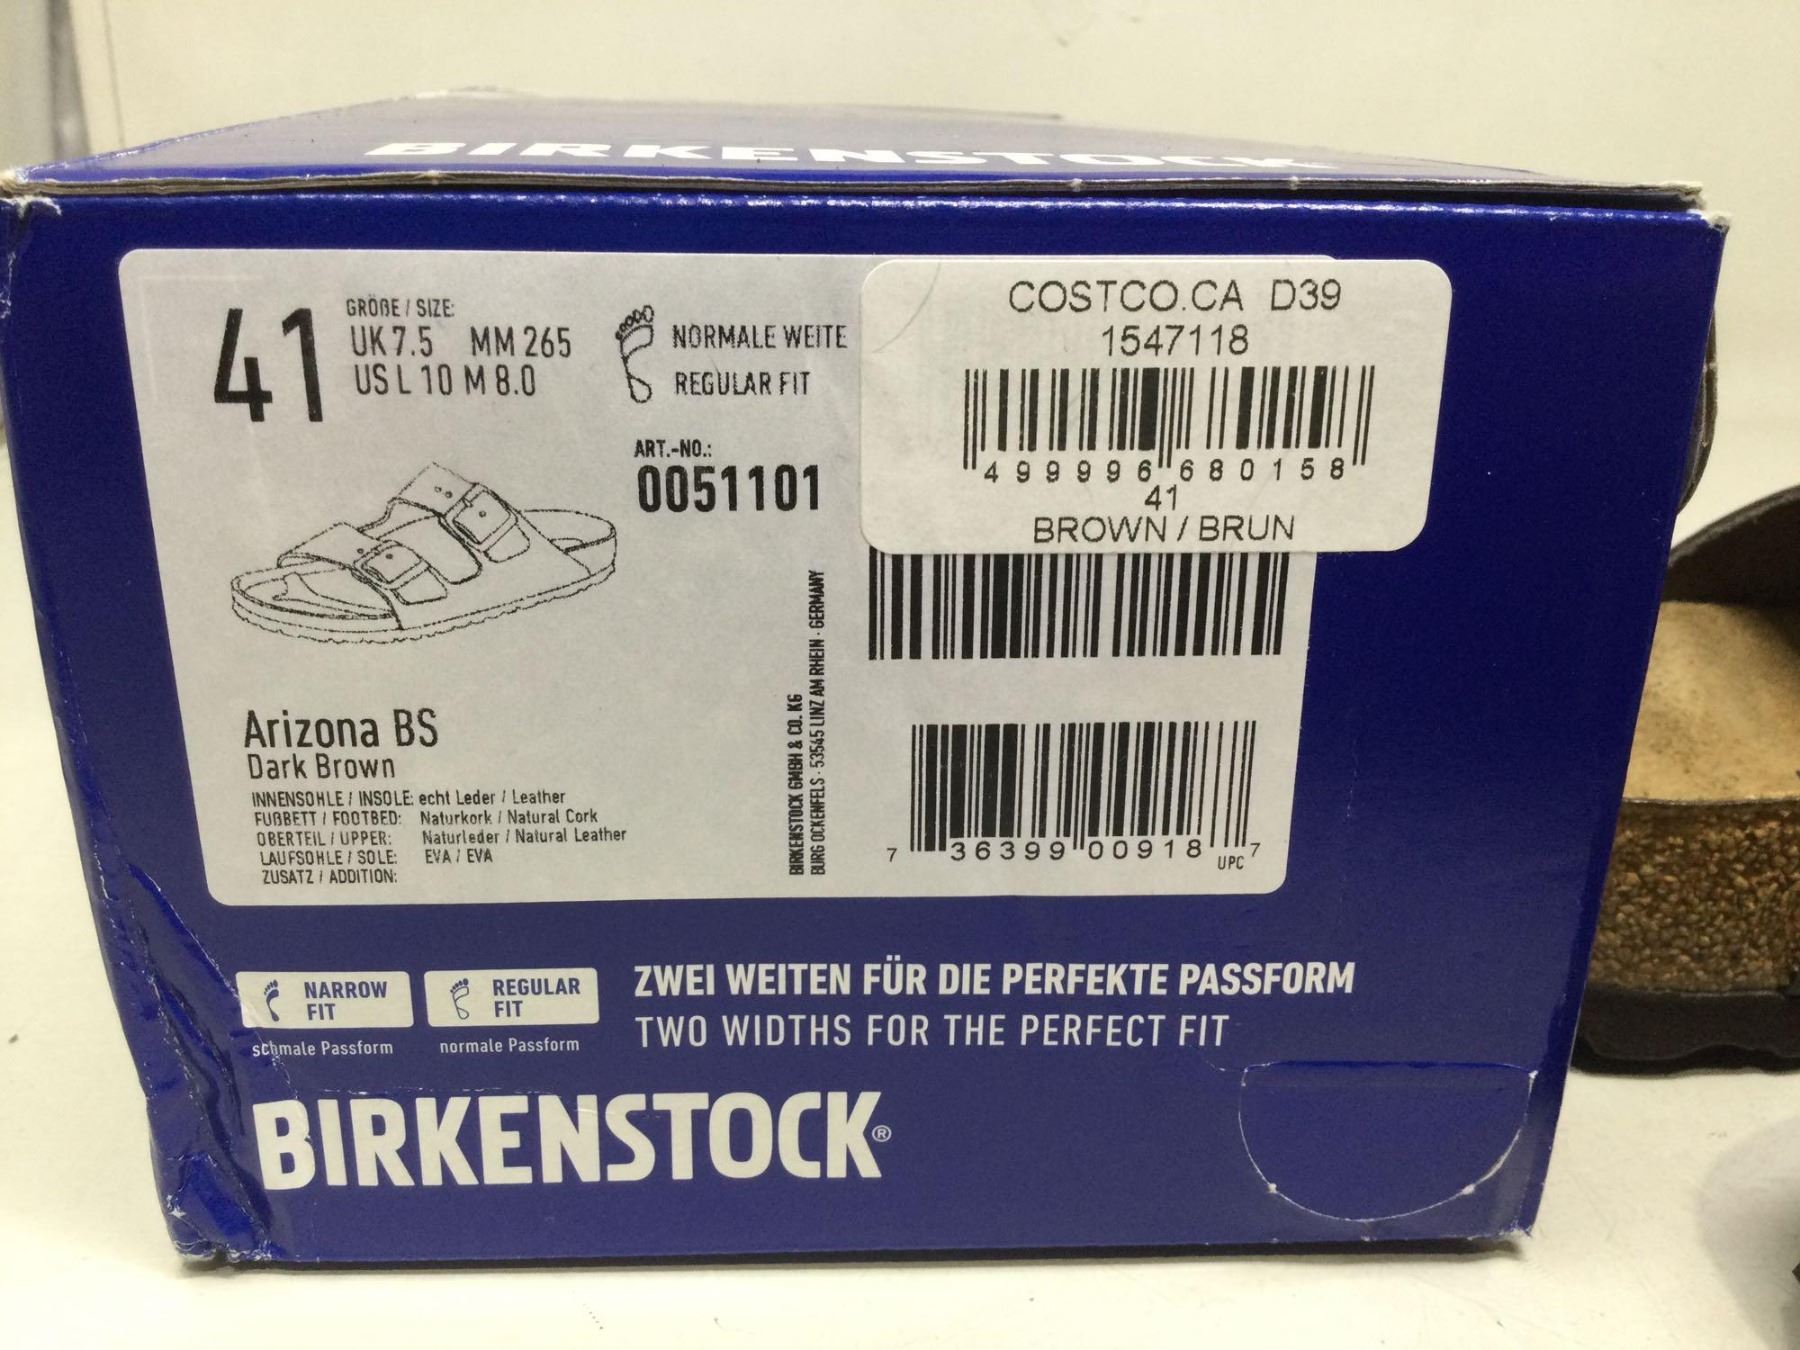 BIRKENSTOCK
41
GRÖßE / SIZE:
UK 7.5 MM 265
US L 10 M 8.0
NORMALE WEITE
REGULAR FIT
ART.-NO.:
0051101
COSTCO.CA D39
1547118
499996 680158
41
BROWN / BRUN
Arizona BS
Dark Brown
INNENSOHLE / INSOLE: echt Leder / Leather
FUßBETT / FOOTBED: Naturkork / Natural Cork
OBERTEIL / UPPER: Naturleder / Natural Leather
LAUFSOHLE / SOLE: EVA / EVA
ZUSATZ / ADDITION:
BIRKENSTOCK GMBH & CO. KG
BURG OCKENFELS · 53545 LINZ AM RHEIN · GERMANY
7 36399 00918 7
UPC
NARROW
FIT
schmale Passform
REGULAR
FIT
normale Passform
ZWEI WEITEN FÜR DIE PERFEKTE PASSFORM
TWO WIDTHS FOR THE PERFECT FIT
BIRKENSTOCK®